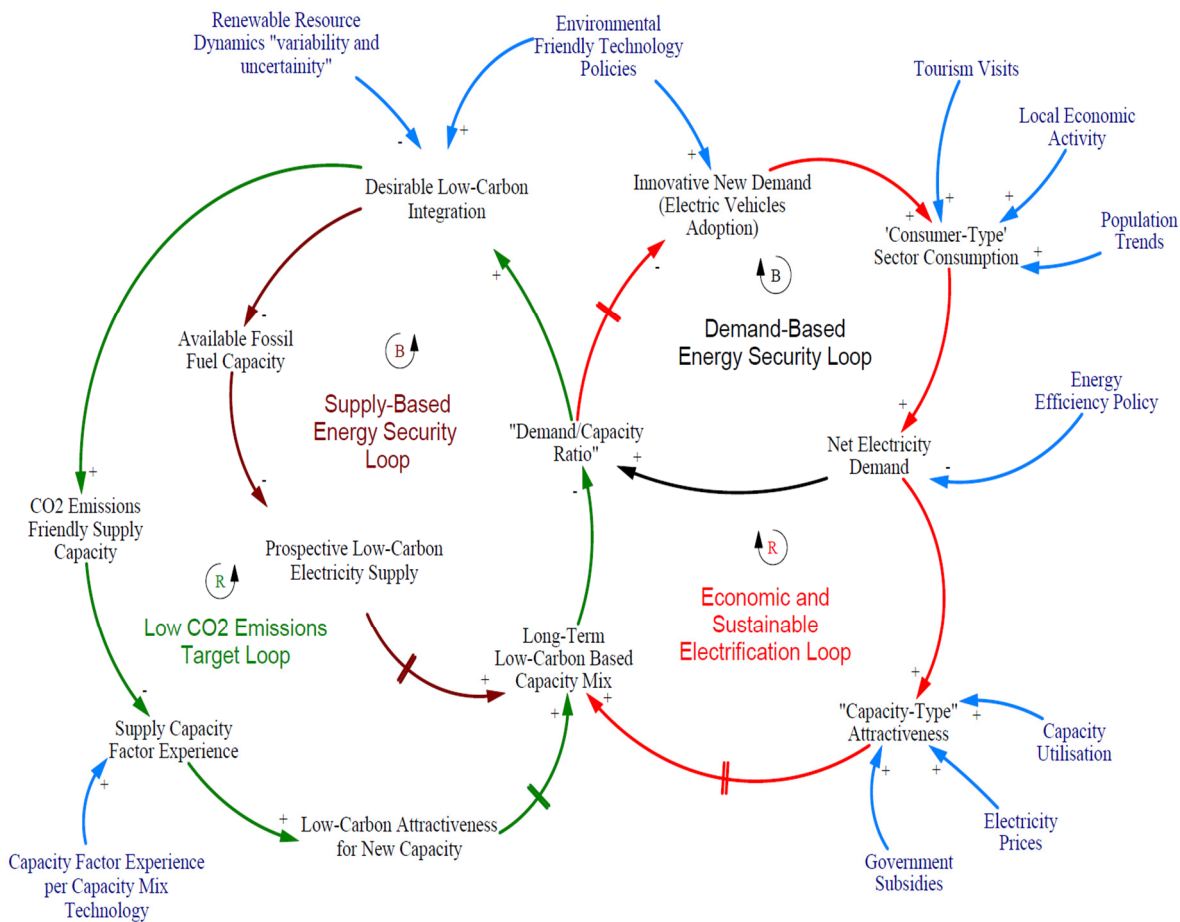 Renewable Resource
Dynamics "variability and
uncertainity"
Environmental
Friendly Technology
Policies
Tourism Visits
Local Economic
Activity
Population
Trends
-
+
+
Desirable Low-Carbon
Integration
Innovative New Demand
(Electric Vehicles
Adoption)
+
+
+
+
'Consumer-Type'
Sector Consumption
+
-
B
Demand-Based
Energy Security Loop
-
Available Fossil
Fuel Capacity
B
Supply-Based
Energy Security
Loop
Energy
Efficiency Policy
+
"Demand/Capacity
Ratio"
+
Net Electricity
Demand
-
+
CO2 Emissions
Friendly Supply
Capacity
-
-
Prospective Low-Carbon
Electricity Supply
R
Low CO2 Emissions
Target Loop
R
Economic and
Sustainable
Electrification Loop
Long-Term
Low-Carbon Based
Capacity Mix
+
+
+
-
Supply Capacity
Factor Experience
+
+
"Capacity-Type"
Attractiveness
+
+
+
Capacity
Utilisation
Electricity
Prices
Government
Subsidies
+
Low-Carbon Attractiveness
for New Capacity
Capacity Factor Experience
per Capacity Mix
Technology